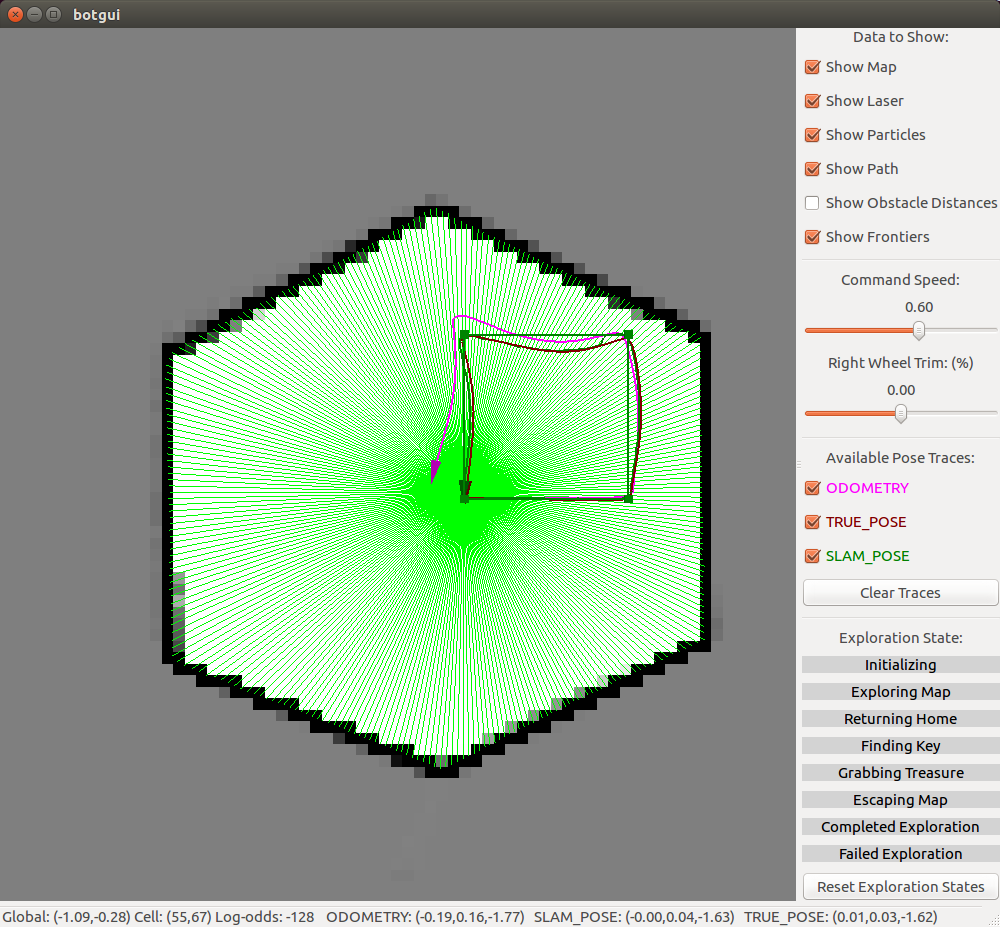 botgui
Data to Show:
Show Map
Show Laser
Show Particles
Show Path
Show Obstacle Distances
Show Frontiers
Command Speed:
0.60
Right Wheel Trim: (%)
0.00
Available Pose Traces:
ODOMETRY
TRUE_POSE
SLAM_POSE
Clear Traces
Exploration State:
Initializing
Exploring Map
Returning Home
Finding Key
Grabbing Treasure
Escaping Map
Completed Exploration
Failed Exploration
Reset Exploration States
Global: (-1.09,-0.28) Cell: (55,67) Log-odds: -128 ODOMETRY: (-0.19,0.16,-1.77) SLAM_POSE: (-0.00,0.04,-1.63) TRUE_POSE: (0.01,0.03,-1.62)